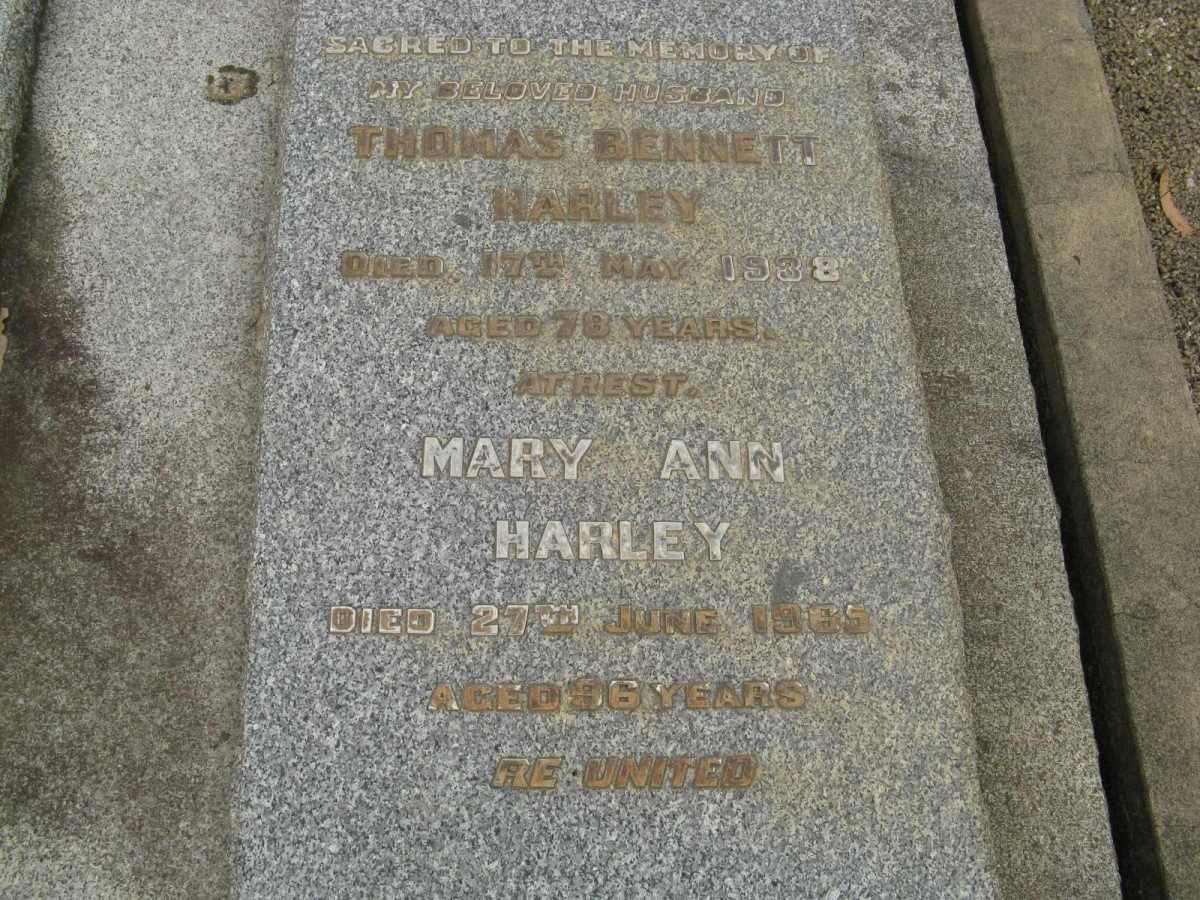 SACRED TO THE MEMORY OF
MY BELOVED HUSBAND
THOMAS BENNETT
HARLEY
DIED. 17TH MAY 1938
AGED 78 YEARS.
AT REST.
MARY ANN
HARLEY
DIED 27TH JUNE 1965
AGED 96 YEARS
RE UNITED